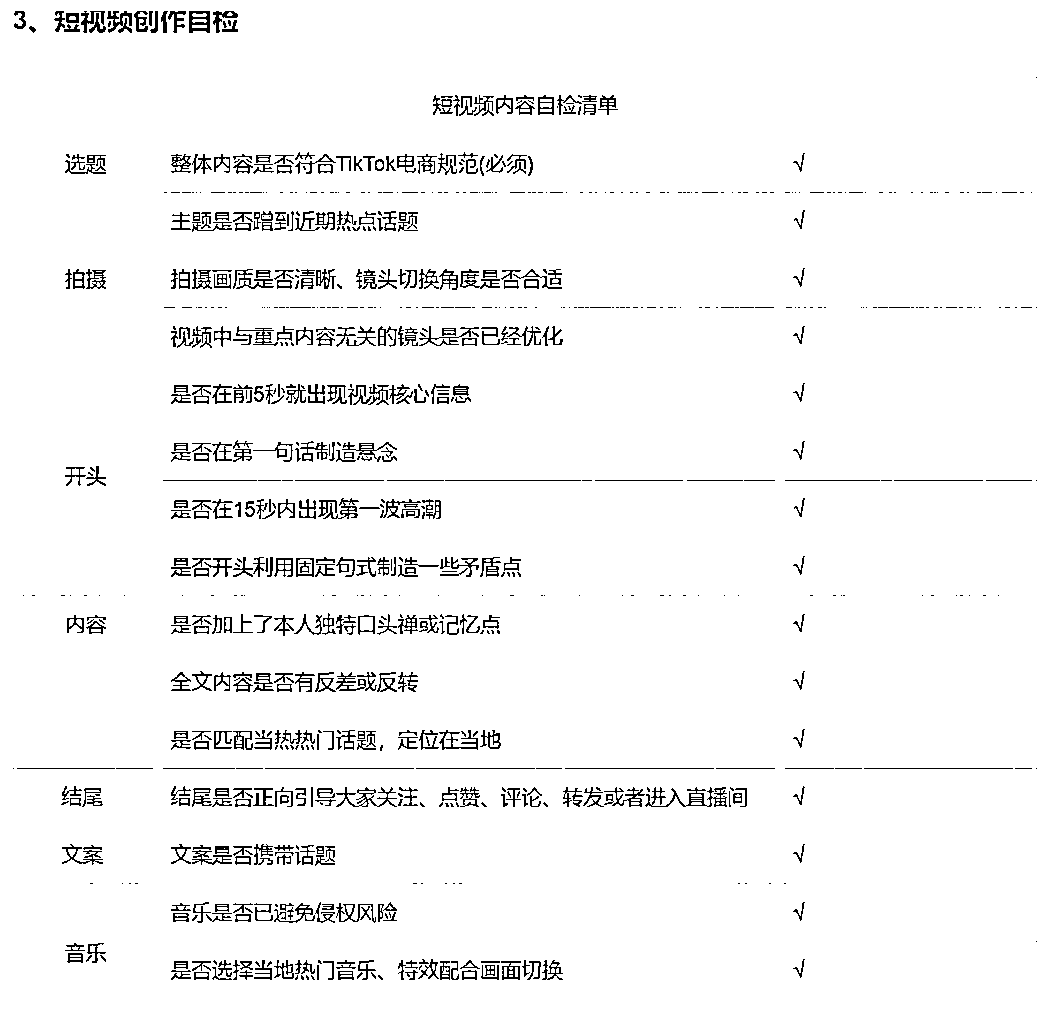 3、短视频创作自检
短视频内容自检清单
选题 整体内容是否符合TikTok电商规范(必须) √
主题是否蹭到近期热点话题 √
拍摄 拍摄画质是否清晰、镜头切换角度是否合适 √
视频中与重点内容无关的镜头是否已经优化 √
是否在前5秒就出现视频核心信息 √
是否在第一句话制造悬念 √
开头
是否在15秒内出现第一波高潮 √
是否开头利用固定句式制造一些矛盾点 √
内容 是否加上了本人独特口头禅或记忆点 √
全文内容是否有反差或反转 √
是否匹配当热热门话题，定位在当地 √
结尾 结尾是否正向引导大家关注、点赞、评论、转发或者进入直播间 √
文案 文案是否携带话题 √
音乐是否已避免侵权风险 √
音乐
是否选择当地热门音乐、特效配合画面切换 √